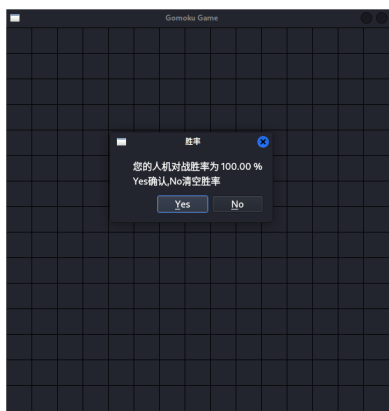 Gomoku Game
胜率
您的人机对战胜率为 100.00 %
Yes确认,No清空胜率
Yes No